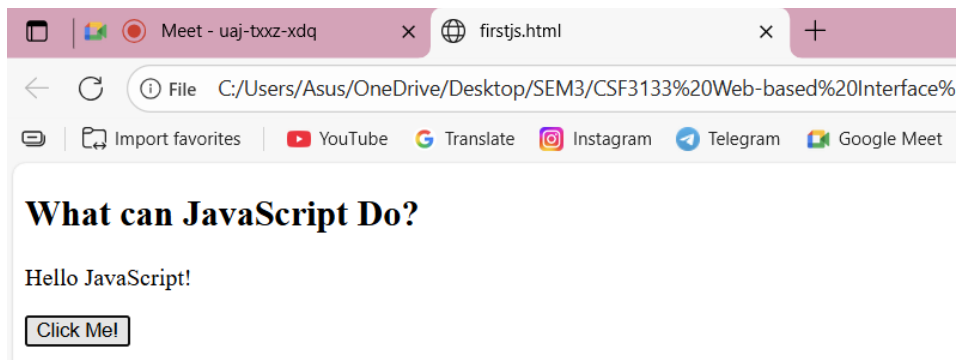 Meet - uaj-txxz-xdq
firstjs.html
File C:/Users/Asus/OneDrive/Desktop/SEM3/CSF3133%20Web-based%20Interface%
Import favorites YouTube Translate Instagram Telegram Google Meet
What can JavaScript Do?
Hello JavaScript!
Click Me!